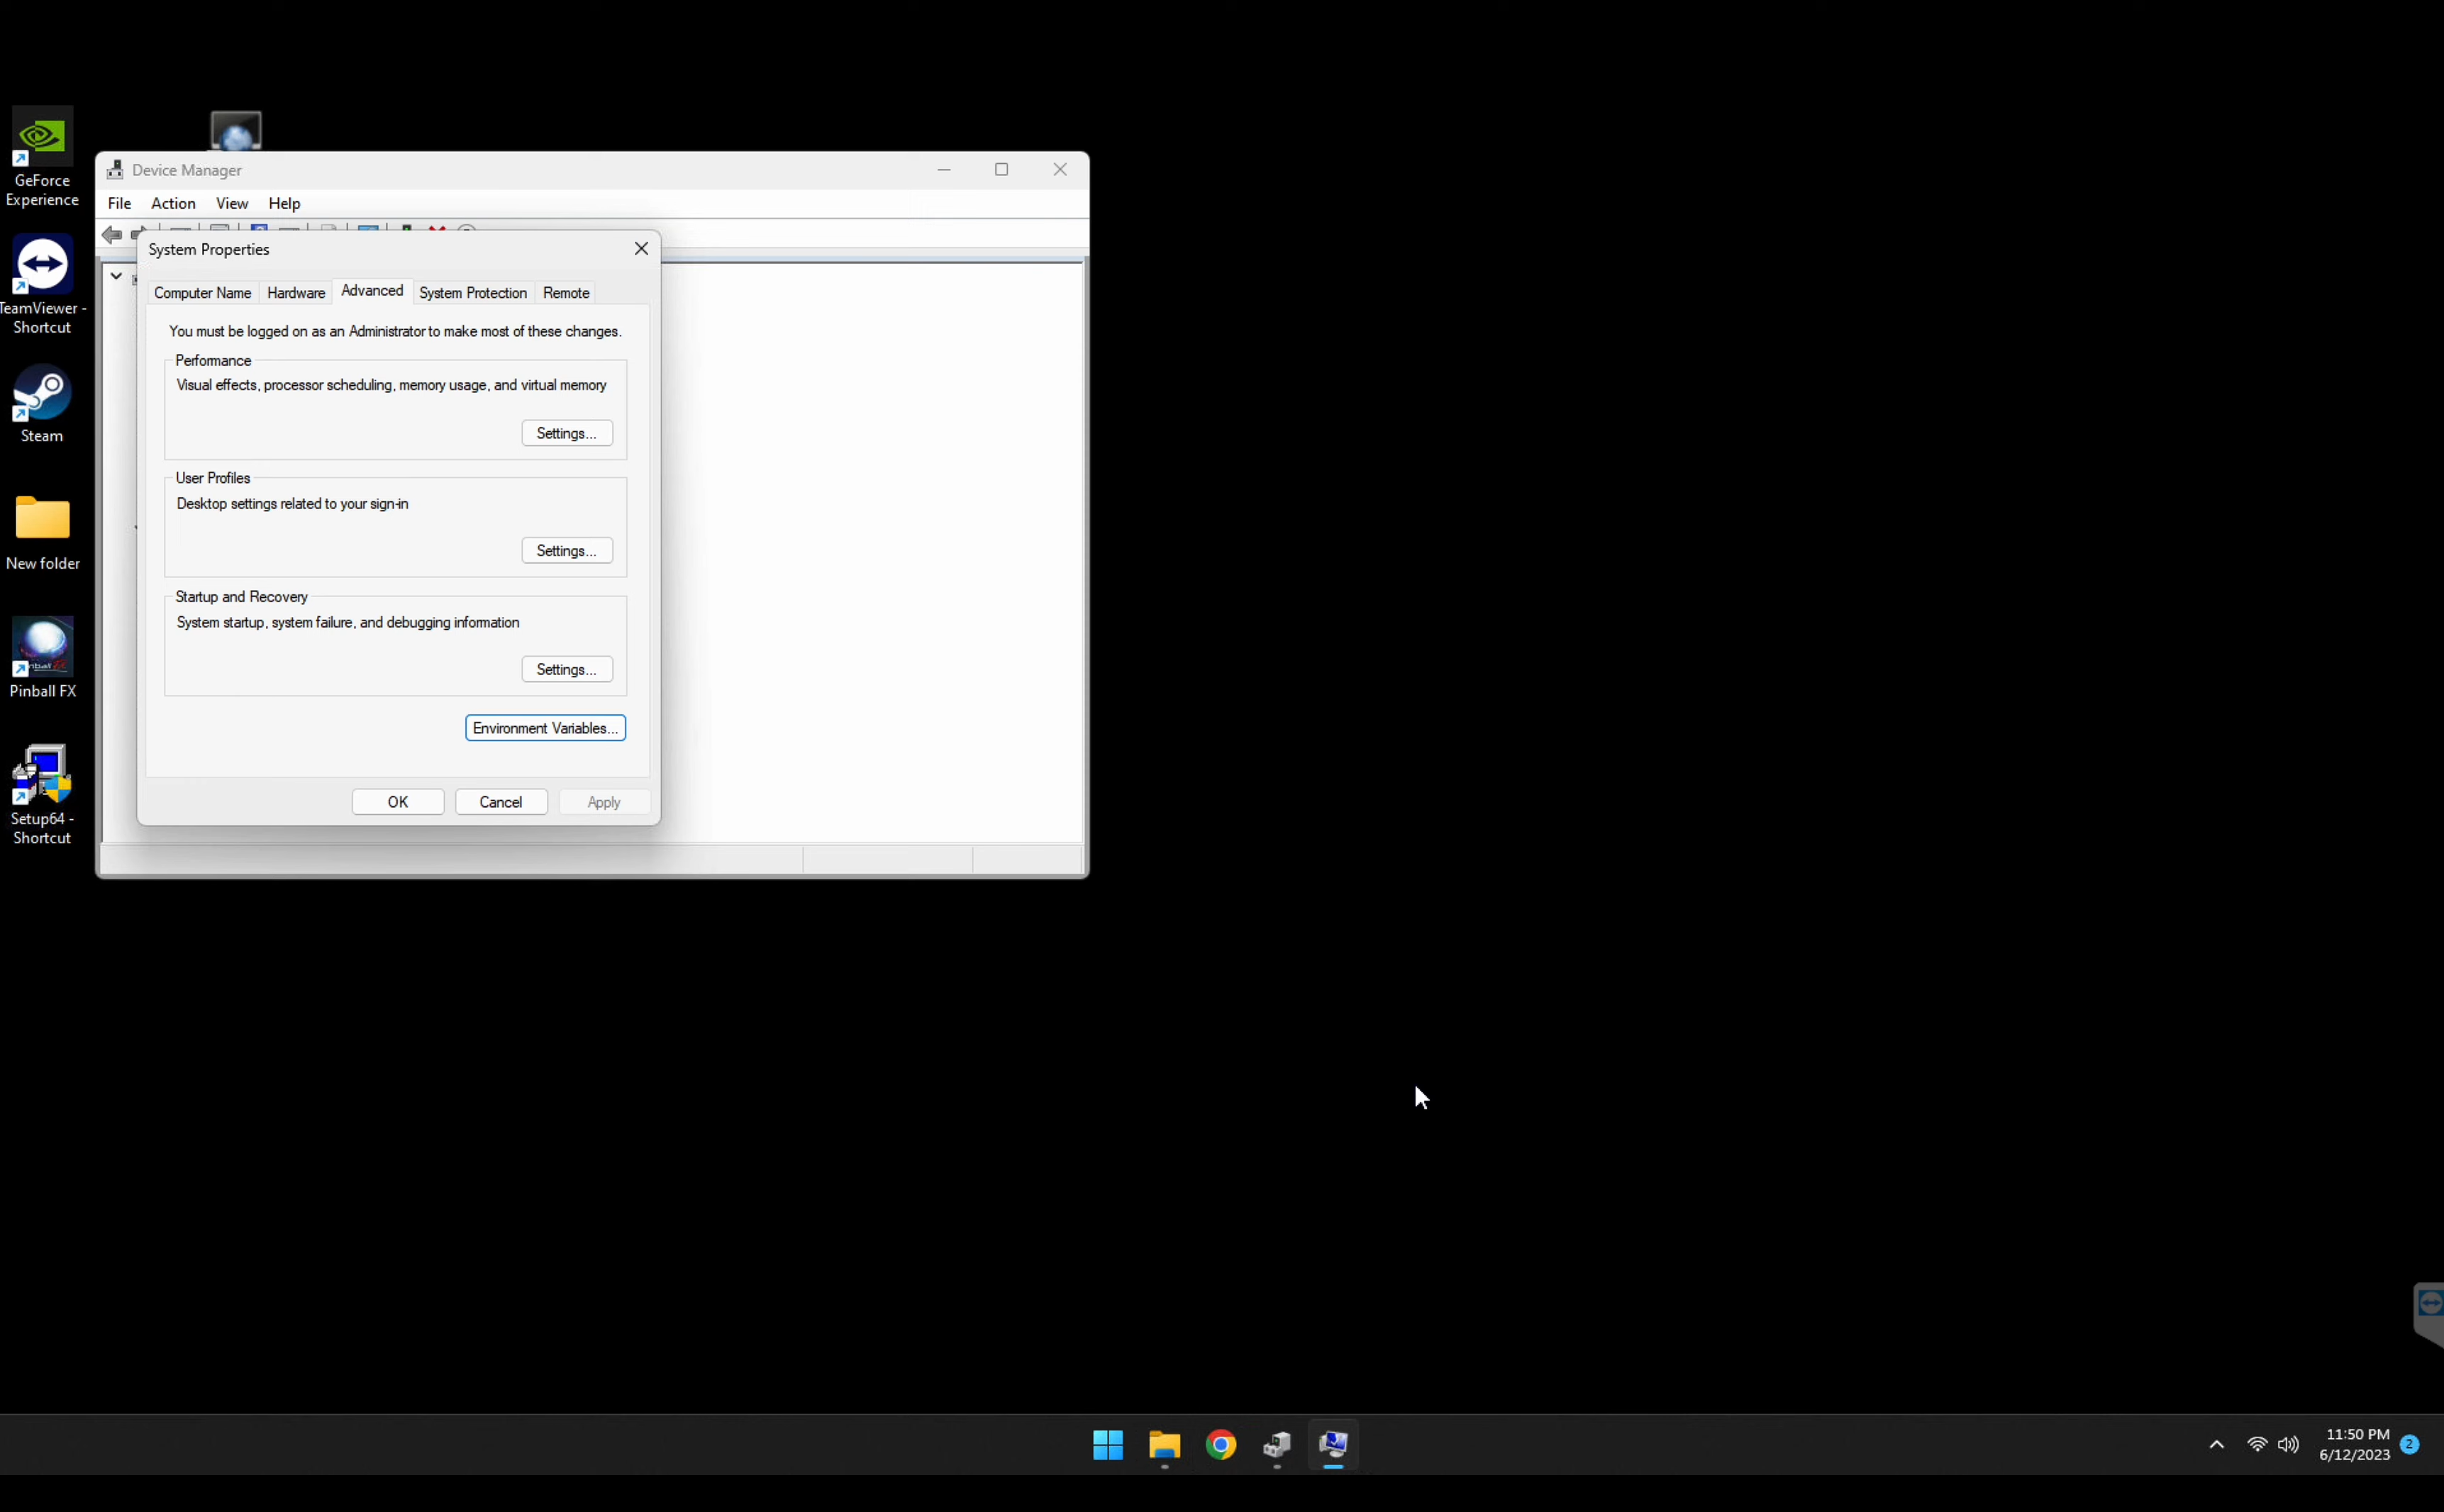 GeForce
Experience
TeamViewer -
Shortcut
Steam
New folder
Pinball FX
Setup64 -
Shortcut
Device Manager
File Action View Help
System Properties
Computer Name Hardware Advanced System Protection Remote
You must be logged on as an Administrator to make most of these changes.
Performance
Visual effects, processor scheduling, memory usage, and virtual memory
Settings...
User Profiles
Desktop settings related to your sign-in
Settings...
Startup and Recovery
System startup, system failure, and debugging information
Settings...
Environment Variables...
OK Cancel Apply
11:50 PM
6/12/2023
2